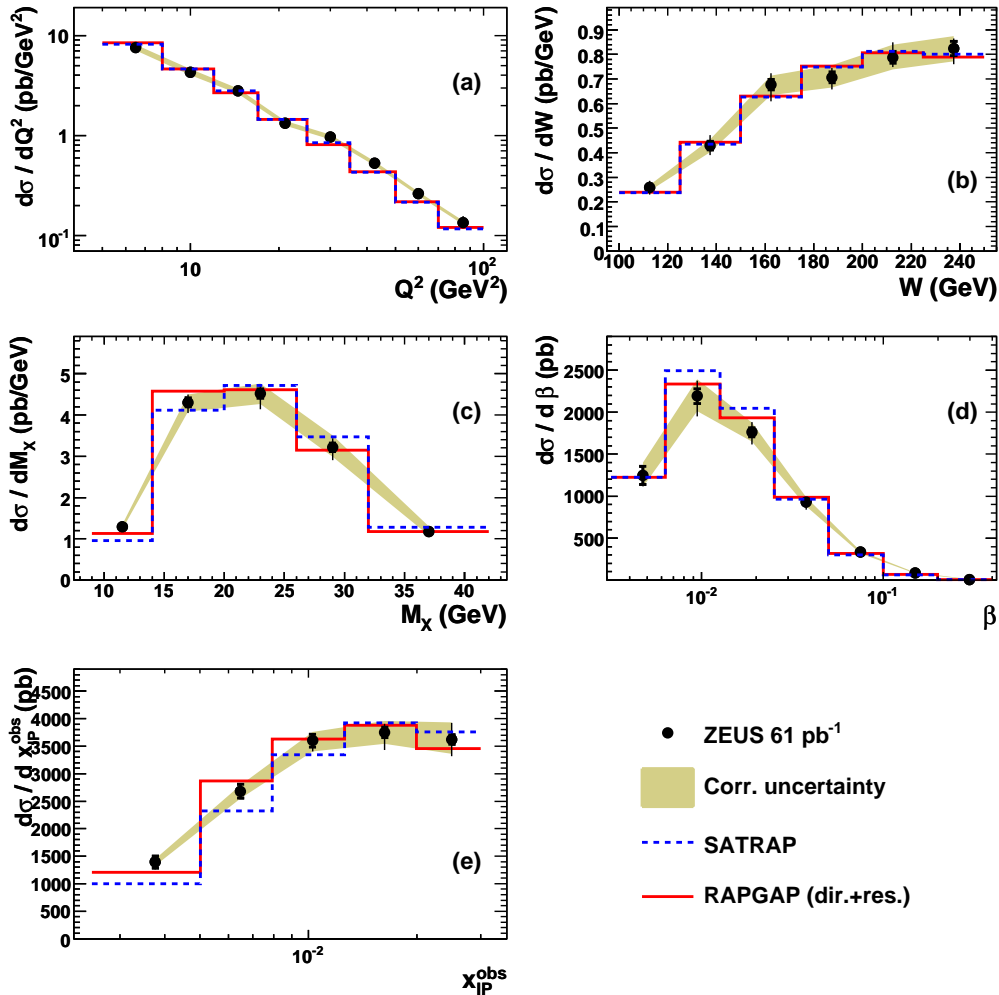 dσ / dQ² (pb/GeV²)
10
1
10⁻¹
(a)
10
10²
Q² (GeV²)
dσ / dW (pb/GeV)
0.9
0.8
0.7
0.6
0.5
0.4
0.3
0.2
0.1
0
(b)
100 120 140 160 180 200 220 240
W (GeV)
dσ / dM_X (pb/GeV)
5
4
3
2
1
0
(c)
10 15 20 25 30 35 40
M_X (GeV)
dσ / d β (pb)
2500
2000
1500
1000
500
(d)
10⁻² 10⁻¹
β
dσ / d x_IP^obs (pb)
4500
4000
3500
3000
2500
2000
1500
1000
500
0
(e)
10⁻²
x_IP^obs
ZEUS 61 pb⁻¹
Corr. uncertainty
SATRAP
RAPGAP (dir.+res.)